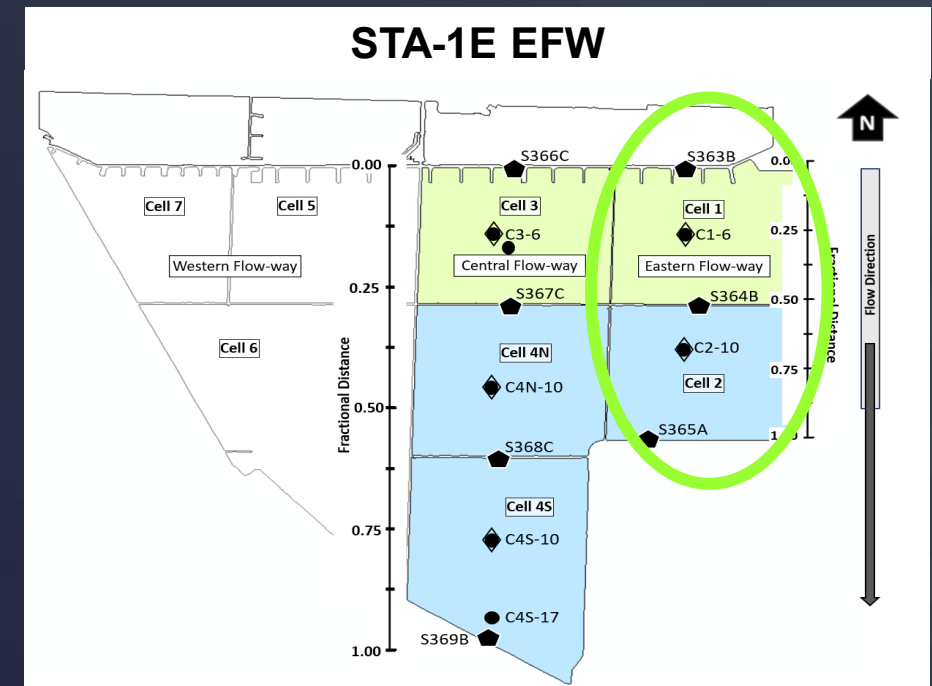 STA-1E EFW
N
S366C
S363B
0.00
Cell 7
Cell 5
Cell 3
Cell 1
C3-6
C1-6
0.25
Western Flow-way
Central Flow-way
Eastern Flow-way
0.25
S367C
S364B
0.50
Cell 6
Cell 4N
C2-10
0.75
C4N-10
Cell 2
0.50
S365A
S368C
Cell 4S
0.75
C4S-10
C4S-17
S369B
1.00
Fractional Distance
Fractional Distance
Flow Direction